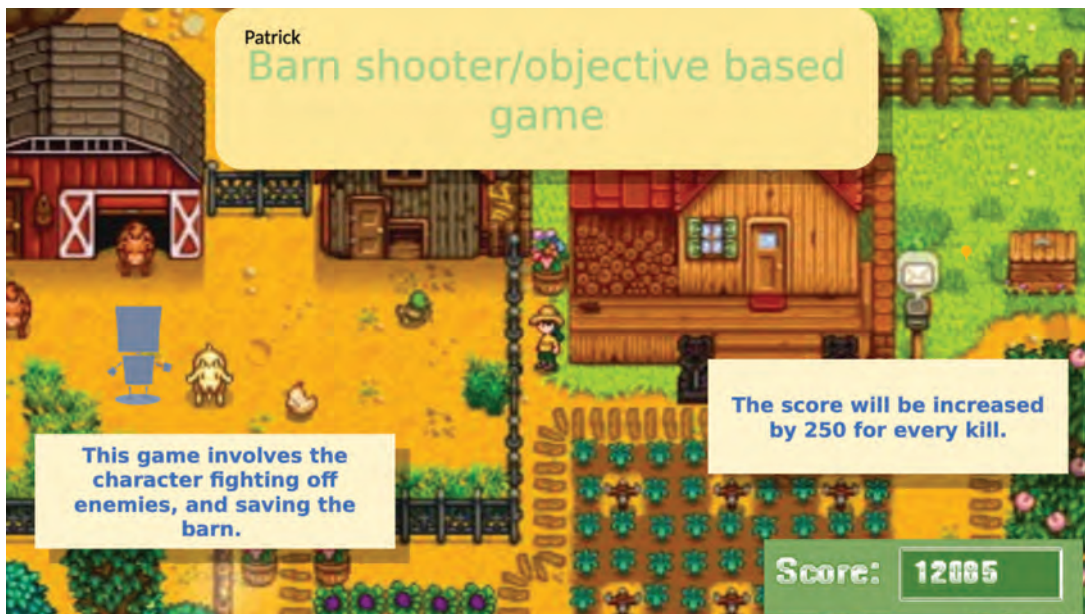 Patrick
Barn shooter/objective based
game
This game involves the
character fighting off
enemies, and saving the
barn.
The score will be increased
by 250 for every kill.
Score: 12085